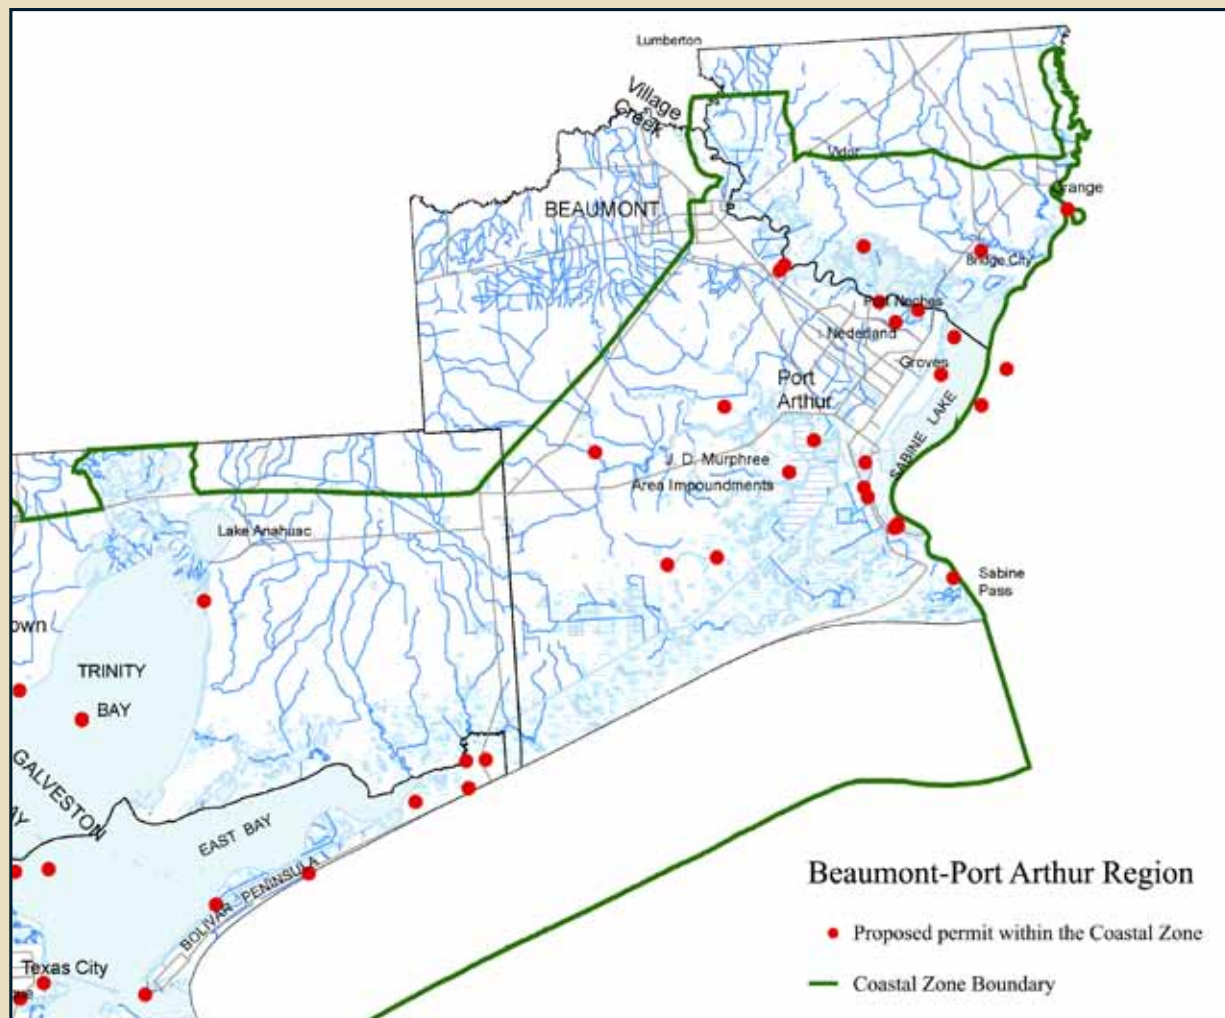 Lumberton
Village
Creek
Vidor
Orange
BEAUMONT
Bridge City
Port Neches
Nederland
Groves
Port
Arthur
SABINE LAKE
J. D. Murphree
Area Impoundments
Lake Anahuac
Sabine
Pass
own
TRINITY
BAY
GALVESTON
AY
EAST BAY
BOLIVAR PENINSULA
Texas City
Beaumont-Port Arthur Region
Proposed permit within the Coastal Zone
Coastal Zone Boundary